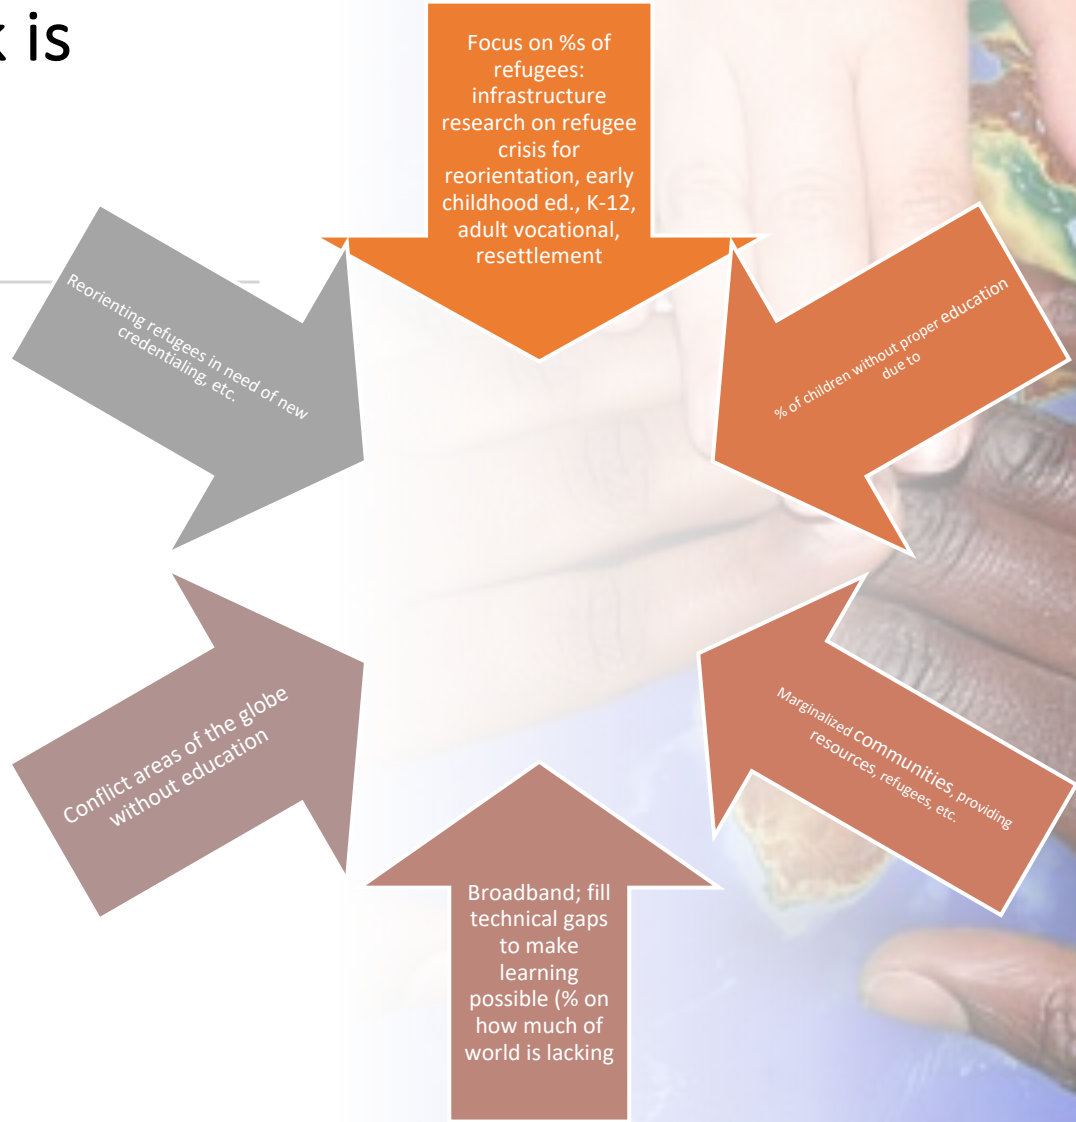 k is
Focus on %s of
refugees:
infrastructure
research on refugee
crisis for
reorientation, early
childhood ed., K-12,
adult vocational,
resettlement
% of children without proper education
due to
Marginalized communities, providing
resources, refugees, etc.
Broadband; fill
technical gaps
to make
learning
possible (% on
how much of
world is lacking
Conflict areas of the globe
without education
Reorienting refugees in need of new
credentialing, etc.